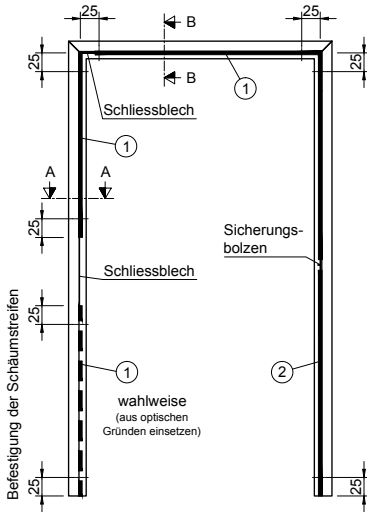 25
25
B
B
25
25
1
Schliessblech
1
A
A
25
Sicherungs-
bolzen
Schliessblech
25
1
2
wahlweise
(aus optischen
Gründen einsetzen)
Befestigung der Schäumstreifen
25
25